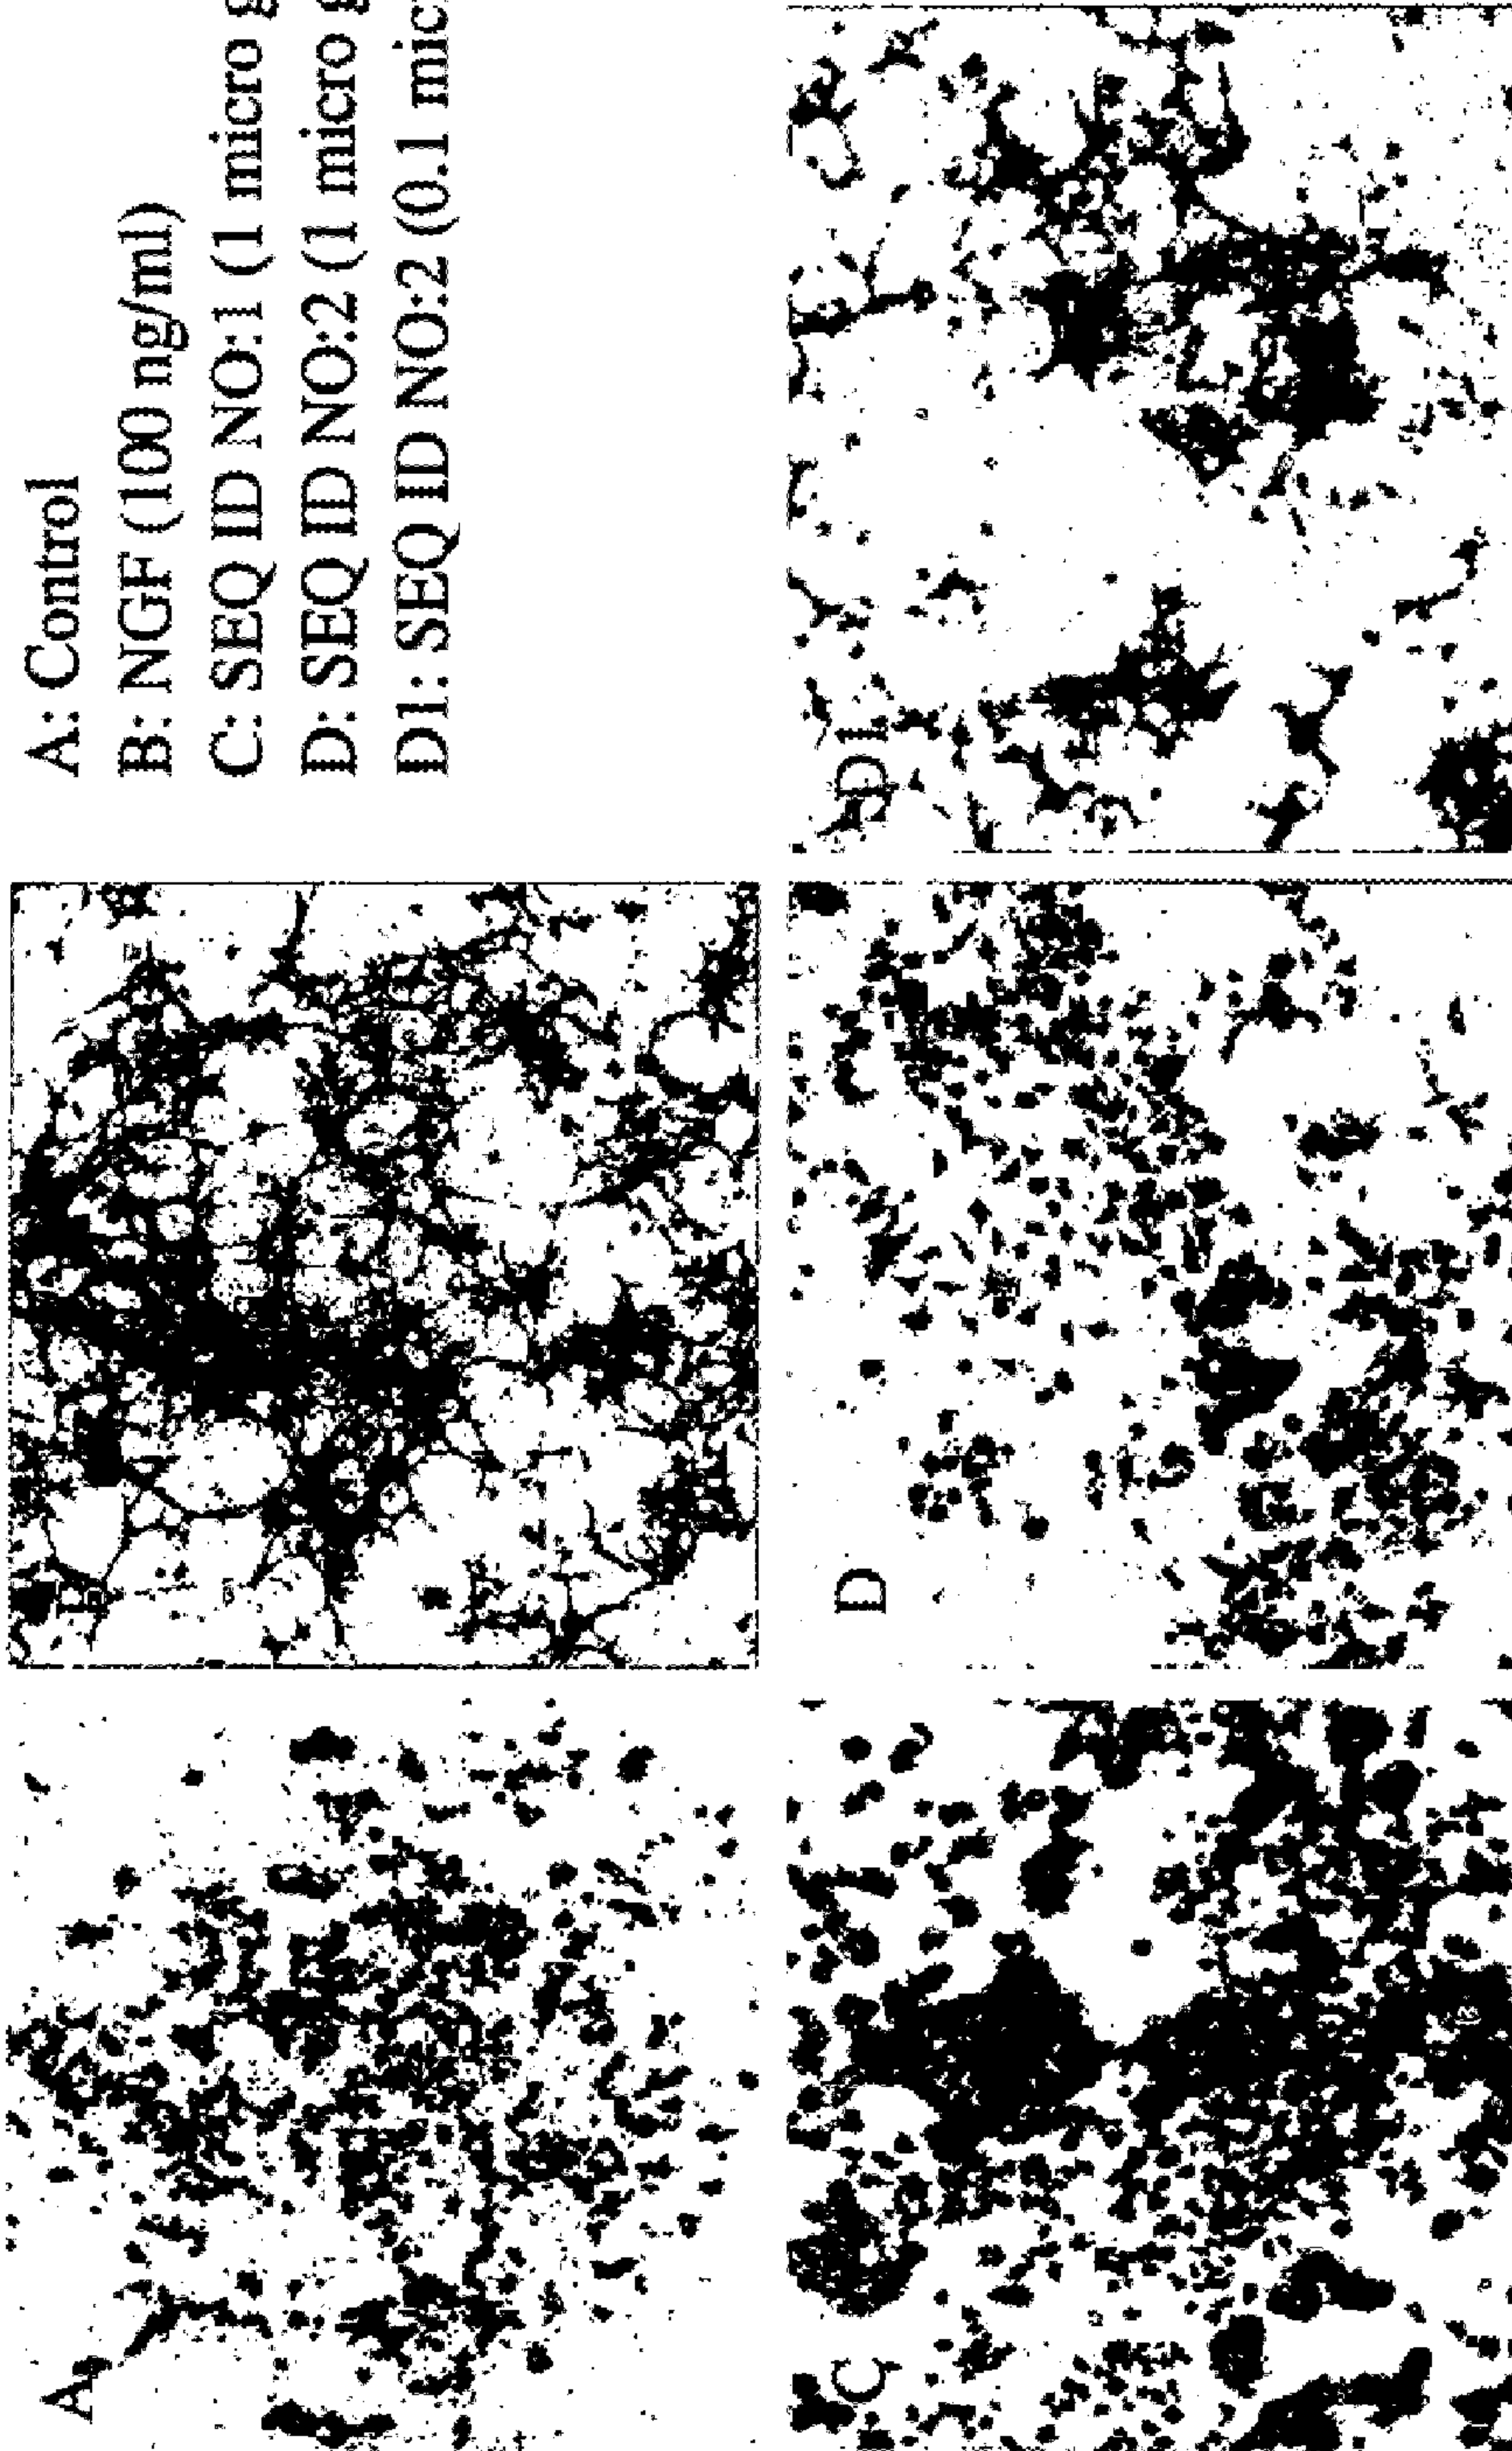 A
B
A: Control
B: NGF (100 ng/ml)
C: SEQ ID NO:1 (1 micro
D: SEQ ID NO:2 (1 micro
D1: SEQ ID NO:2 (0.1
C
D
D1